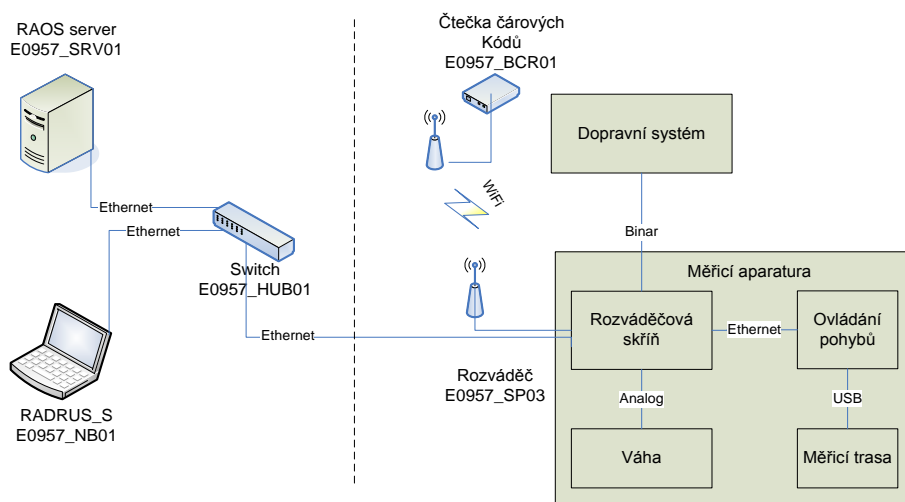 RAOS server
E0957_SRV01
Čtečka čárových
Kódů
E0957_BCR01
Dopravní systém
WiFi
Ethernet
Ethernet
Binar
Switch
E0957_HUB01
Měřicí aparatura
Rozváděčová
skříň
Ethernet
Ovládání
pohybů
Ethernet
Rozváděč
E0957_SP03
Analog
USB
RADRUS_S
E0957_NB01
Váha
Měřicí trasa